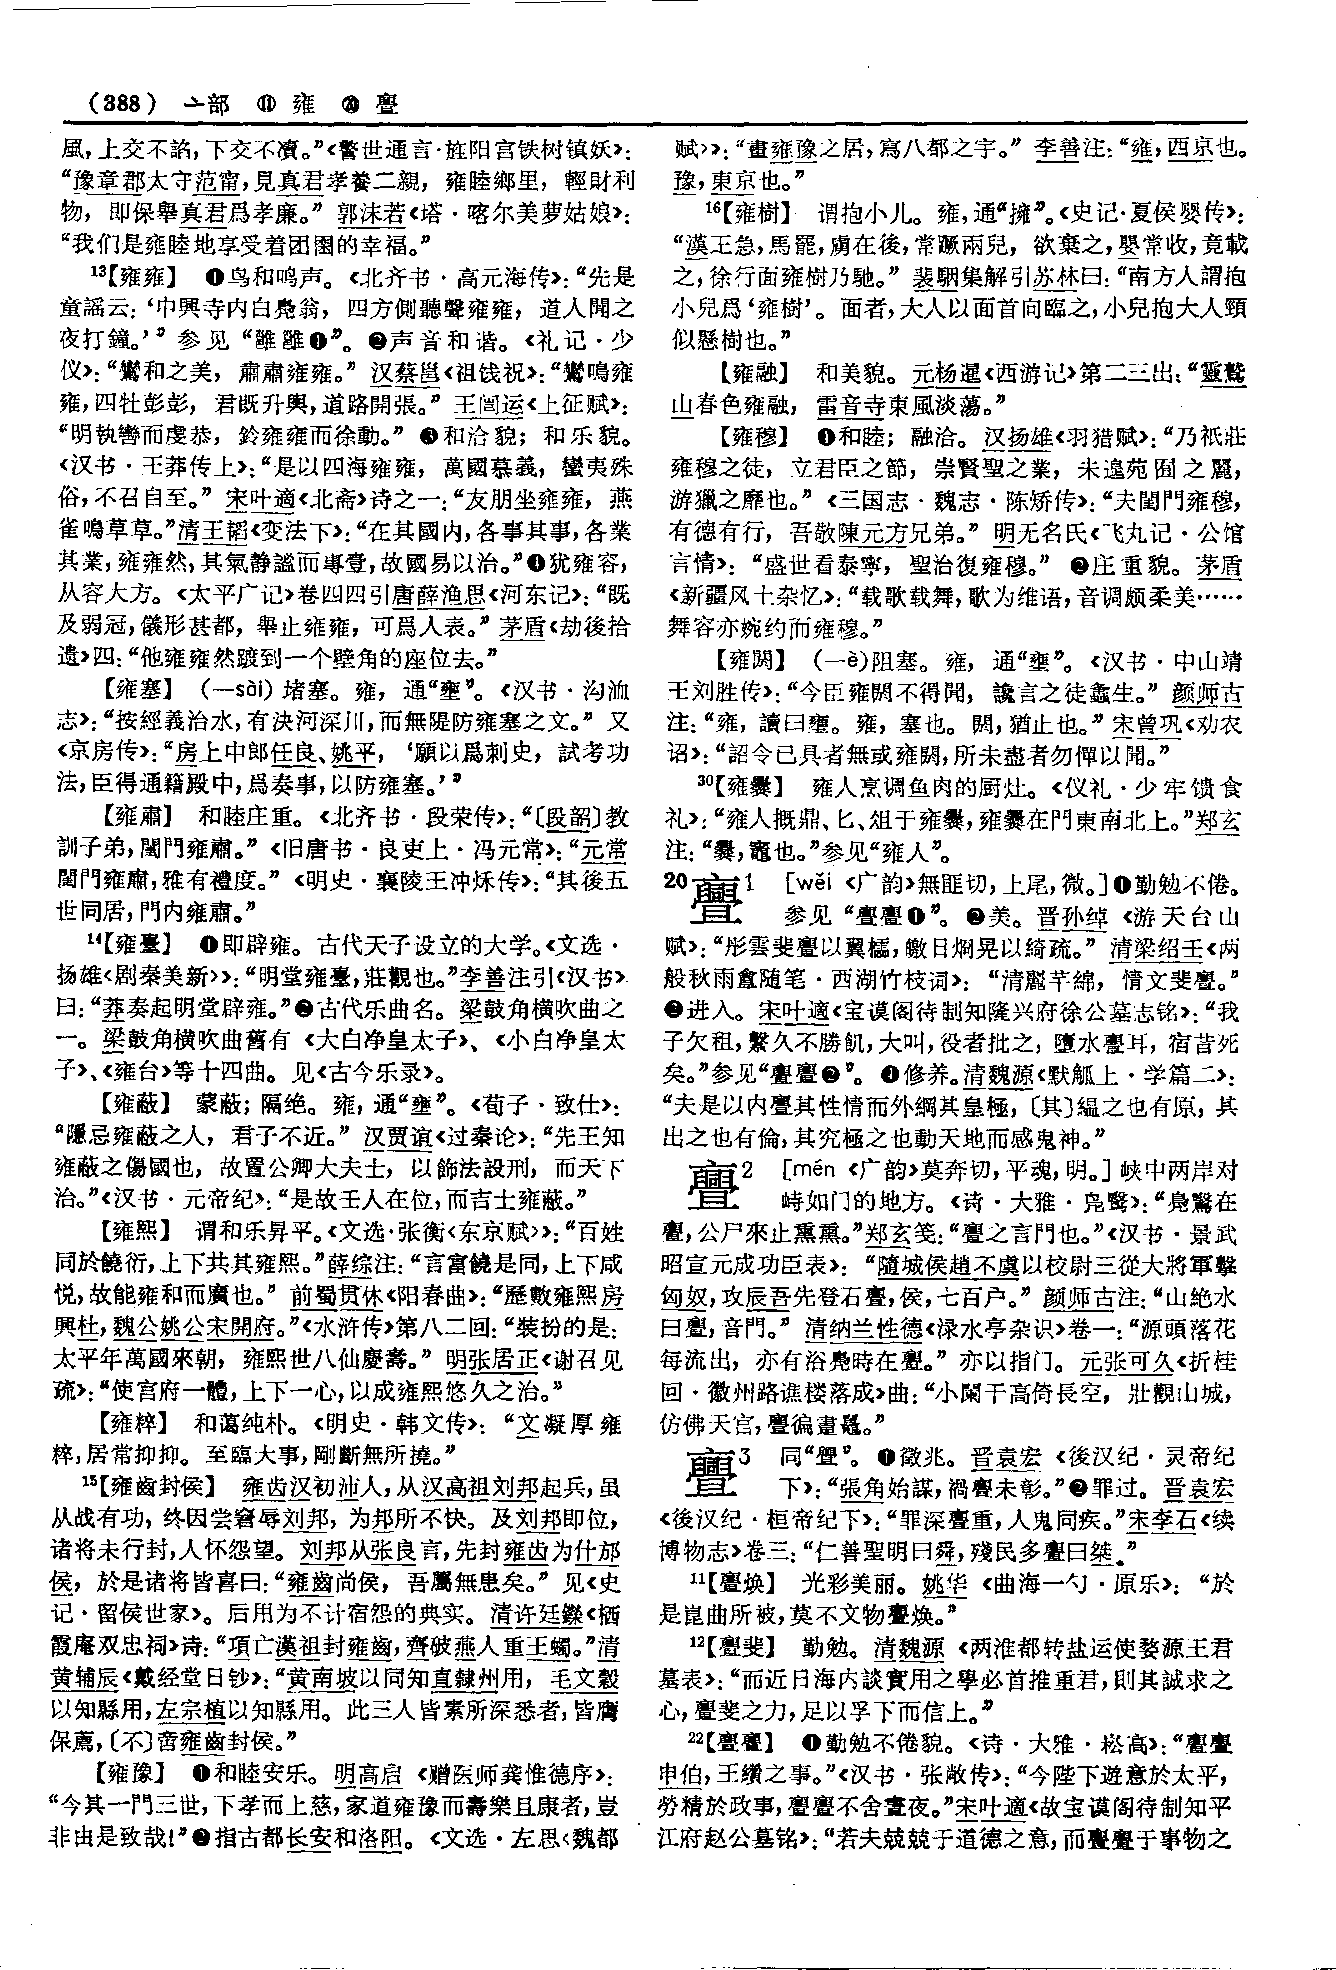 （388） 亠部 ⑪ 雍 ⑳ 亹
風，上交不諂，下交不凟。”《警世通言·旌阳宫铁树镇妖》：
“豫章郡太守范甯，見真君孝養二親，雍睦鄉里，輕財利
物，即保舉真君爲孝廉。”郭沫若《塔·喀尔美萝姑娘》：
“我们是雍睦地享受着团圞的幸福。”
13【雍雍】 ❶鸟和鸣声。《北齐书·高元海传》：“先是
童謡云：‘中興寺内白鳧翁，四方側聽聲雍雍，道人聞之
夜打鐘。’”参见“雝雝❶”。❷声音和谐。《礼记·少
仪》：“鸞和之美，肅肅雍雍。”汉蔡邕《祖饯祝》：“鸞鳴雍
雍，四牡彭彭，君既升輿，道路開張。”王闿运《上征赋》：
“明執轡而虔恭，鈴雍雍而徐動。”❸和洽貌；和乐貌。
《汉书·王莽传上》：“是以四海雍雍，萬國慕義，蠻夷殊
俗，不召自至。”宋叶適《北斋》诗之一：“友朋坐雍雍，燕
雀鳴草草。”清王韬《变法下》：“在其國内，各事其事，各業
其業，雍雍然，其氣静謐而專壹，故國易以治。”❹犹雍容，
从容大方。《太平广记》卷四四引唐薛渔思《河东记》：“既
及弱冠，儀形甚都，舉止雍雍，可爲人表。”茅盾《劫後拾
遗》四：“他雍雍然踱到一个壁角的座位去。”
【雍塞】 （—sài）堵塞。雍，通“壅”。《汉书·沟洫
志》：“按經義治水，有決河深川，而無隄防雍塞之文。”又
《京房传》：“房上中郎任良、姚平，‘願以爲刺史，試考功
法，臣得通籍殿中，爲奏事，以防雍塞。’”
【雍肃】 和睦庄重。《北齐书·段荣传》：“〔段韶〕教
訓子弟，閨門雍肅。”《旧唐书·良吏上·冯元常》：“元常
閨門雍肅，雅有禮度。”《明史·襄陵王冲秌传》：“其後五
世同居，門内雍肅。”
14【雍臺】 ❶即辟雍。古代天子设立的大学。《文选·
扬雄〈剧秦美新〉》：“明堂雍臺，壯觀也。”李善注引《汉书》
曰：“莽奏起明堂辟雍。”❷古代乐曲名。梁鼓角横吹曲之
一。梁鼓角横吹曲舊有《大白净皇太子》、《小白净皇太
子》、《雍台》等十四曲。见《古今乐录》。
【雍蔽】 蒙蔽；隔绝。雍，通“壅”。《荀子·致仕》：
“隱忌雍蔽之人，君子不近。”汉贾谊《过秦论》：“先王知
雍蔽之傷國也，故置公卿大夫士，以飾法設刑，而天下
治。”《汉书·元帝纪》：“是故壬人在位，而吉士雍蔽。”
【雍熙】 谓和乐昇平。《文选·张衡〈东京赋〉》：“百姓
同於饒衍，上下共其雍熙。”薛综注：“言富饒是同，上下咸
悦，故能雍和而廣也。”前蜀贯休《阳春曲》：“歷數雍熙房
興杜，魏公姚公宋開府。”《水浒传》第八二回：“裝扮的是：
太平年萬國來朝，雍熙世八仙慶壽。”明张居正《谢召见
疏》：“使宫府一體，上下一心，以成雍熙悠久之治。”
【雍粹】 和蔼纯朴。《明史·韩文传》：“文凝厚雍
粹，居常抑抑。至臨大事，剛斷無所撓。”
15【雍齒封侯】 雍齿汉初沛人，从汉高祖刘邦起兵，虽
从战有功，终因尝窘辱刘邦，为邦所不快。及刘邦即位，
诸将未行封，人怀怨望。刘邦从张良言，先封雍齿为什邡
侯，於是诸将皆喜曰：“雍齒尚侯，吾屬無患矣。”见《史
记·留侯世家》。后用为不计宿怨的典实。清许廷鑅《栖
霞庵双忠祠》诗：“項亡漢祖封雍齒，齊破燕人重王蠋。”清
黄辅辰《戴经堂日钞》：“黄南坡以同知直隸州用，毛文毅
以知縣用，左宗植以知縣用。此三人皆素所深悉者，皆膺
保薦，〔不〕啻雍齒封侯。”
【雍豫】 ❶和睦安乐。明高启《赠医师龚惟德序》：
“今其一門三世，下孝而上慈，家道雍豫而壽樂且康者，豈
非由是致哉！”❷指古都长安和洛阳。《文选·左思〈魏都
赋〉》：“畫雍豫之居，寫八都之宇。”李善注：“雍，西京也。
豫，東京也。”
16【雍樹】 谓抱小儿。雍，通“擁”。《史记·夏侯婴传》：
“漢王急，馬罷，虜在後，常蹶兩兒，欲棄之，嬰常收，竟載
之，徐行面雍樹乃馳。”裴駰集解引苏林曰：“南方人謂抱
小兒爲‘雍樹’。面者，大人以面首向臨之，小兒抱大人頸
似懸樹也。”
【雍融】 和美貌。元杨暹《西游记》第二三出：“靈鷲
山春色雍融，雷音寺東風淡蕩。”
【雍穆】 ❶和睦；融洽。汉扬雄《羽猎赋》：“乃祇莊
雍穆之徒，立君臣之節，崇賢聖之業，未遑苑囿之麗，
游獵之靡也。”《三国志·魏志·陈矫传》：“夫閨門雍穆，
有德有行，吾敬陳元方兄弟。”明无名氏《飞丸记·公馆
言情》：“盛世看泰寧，聖治復雍穆。”❷庄重貌。茅盾
《新疆风土杂忆》：“载歌载舞，歌为维语，音调颇柔美……
舞容亦婉约而雍穆。”
【雍閼】 （—è）阻塞。雍，通“壅”。《汉书·中山靖
王刘胜传》：“今臣雍閼不得聞，讒言之徒蠭生。”颜师古
注：“雍，讀曰壅。雍，塞也。閼，猶止也。”宋曾巩《劝农
诏》：“詔令已具者無或雍閼，所未盡者勿憚以聞。”
30【雍爨】 雍人烹调鱼肉的厨灶。《仪礼·少牢馈食
礼》：“雍人概鼎、匕、俎于雍爨，雍爨在門東南北上。”郑玄
注：“爨，竈也。”参见“雍人”。
20 亹1 ［wěi《广韵》無匪切，上尾，微。］❶勤勉不倦。
参见“亹亹❶”。❷美。晋孙绰《游天台山
赋》：“彤雲斐亹以翼櫺，皦日烱晃以綺疏。”清梁绍壬《两
般秋雨盦随笔·西湖竹枝词》：“清麗芊綿，情文斐亹。”
❸进入。宋叶適《宝谟阁待制知隆兴府徐公墓志铭》：“我
子欠租，繫久不勝飢，大叫，役者批之，墮水亹耳，宿昔死
矣。”参见“亹亹❷”。❹修养。清魏源《默觚上·学篇二》：
“夫是以内亹其性情而外綱其皇極，〔其〕緼之也有原，其
出之也有倫，其究極之也動天地而感鬼神。”
亹2 ［mén《广韵》莫奔切，平魂，明。］峡中两岸对
峙如门的地方。《诗·大雅·凫鹥》：“鳧鷖在
亹，公尸來止熏熏。”郑玄笺：“亹之言門也。”《汉书·景武
昭宣元成功臣表》：“隨城侯趙不虞以校尉三從大將軍擊
匈奴，攻辰吾先登石亹，侯，七百户。”颜师古注：“山絶水
曰亹，音門。”清纳兰性德《渌水亭杂识》卷一：“源頭落花
每流出，亦有浴鳧時在亹。”亦以指门。元张可久《折桂
回·徽州路谯楼落成》曲：“小闌干高倚長空，壯觀山城，
仿佛天宫，亹徧畫鼉。”
亹3 同“舋”。❶徵兆。晋袁宏《後汉纪·灵帝纪
下》：“張角始謀，禍亹未彰。”❷罪过。晋袁宏
《後汉纪·桓帝纪下》：“罪深亹重，人鬼同疾。”宋李石《续
博物志》卷三：“仁善聖明曰舜，殘民多亹曰桀。”
11【亹焕】 光彩美丽。姚华《曲海一勺·原乐》：“於
是崑曲所被，莫不文物亹焕。”
12【亹斐】 勤勉。清魏源《两淮都转盐运使婺源王君
墓表》：“而近日海内談實用之學必首推重君，則其誠求之
心，亹斐之力，足以孚下而信上。”
22【亹亹】 ❶勤勉不倦貌。《诗·大雅·崧高》：“亹亹
申伯，王纘之事。”《汉书·张敞传》：“今陛下遊意於太平，
勞精於政事，亹亹不舍晝夜。”宋叶適《故宝谟阁待制知平
江府赵公墓铭》：“若夫兢兢于道德之意，而亹亹于事物之